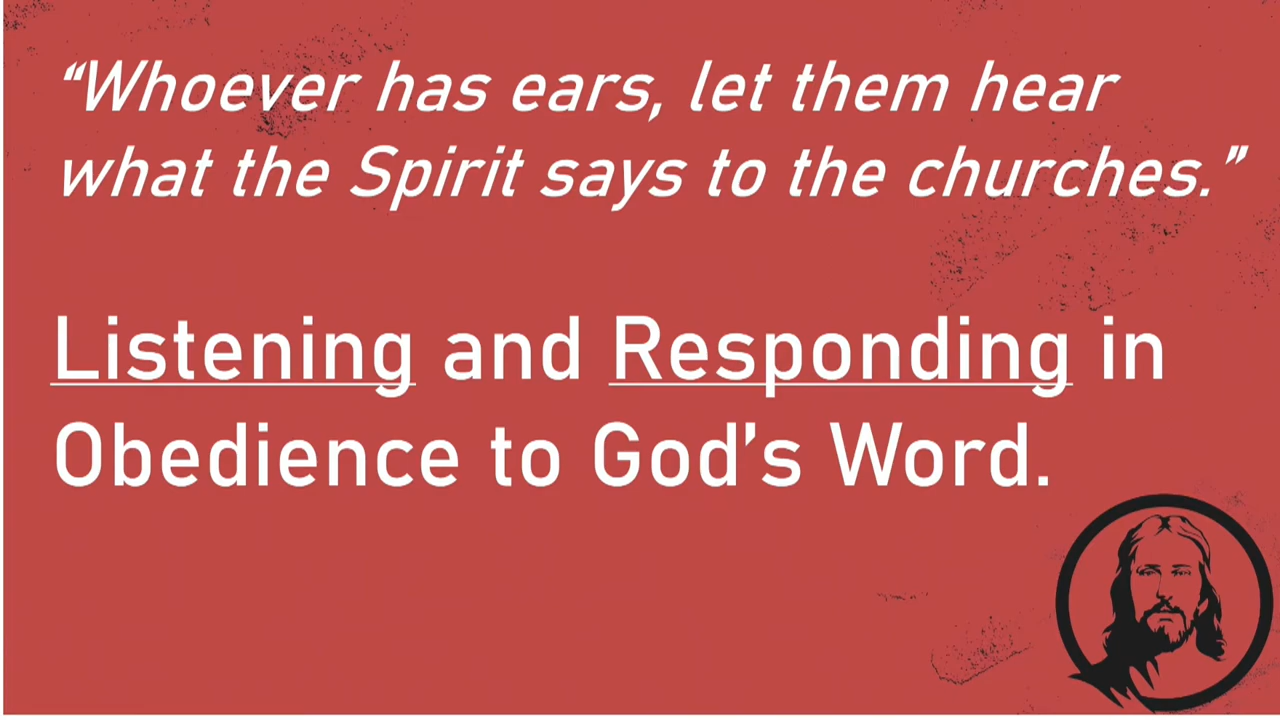 “Whoever has ears, let them hear
what the Spirit says to the churches.”
Listening and Responding in
Obedience to God’s Word.